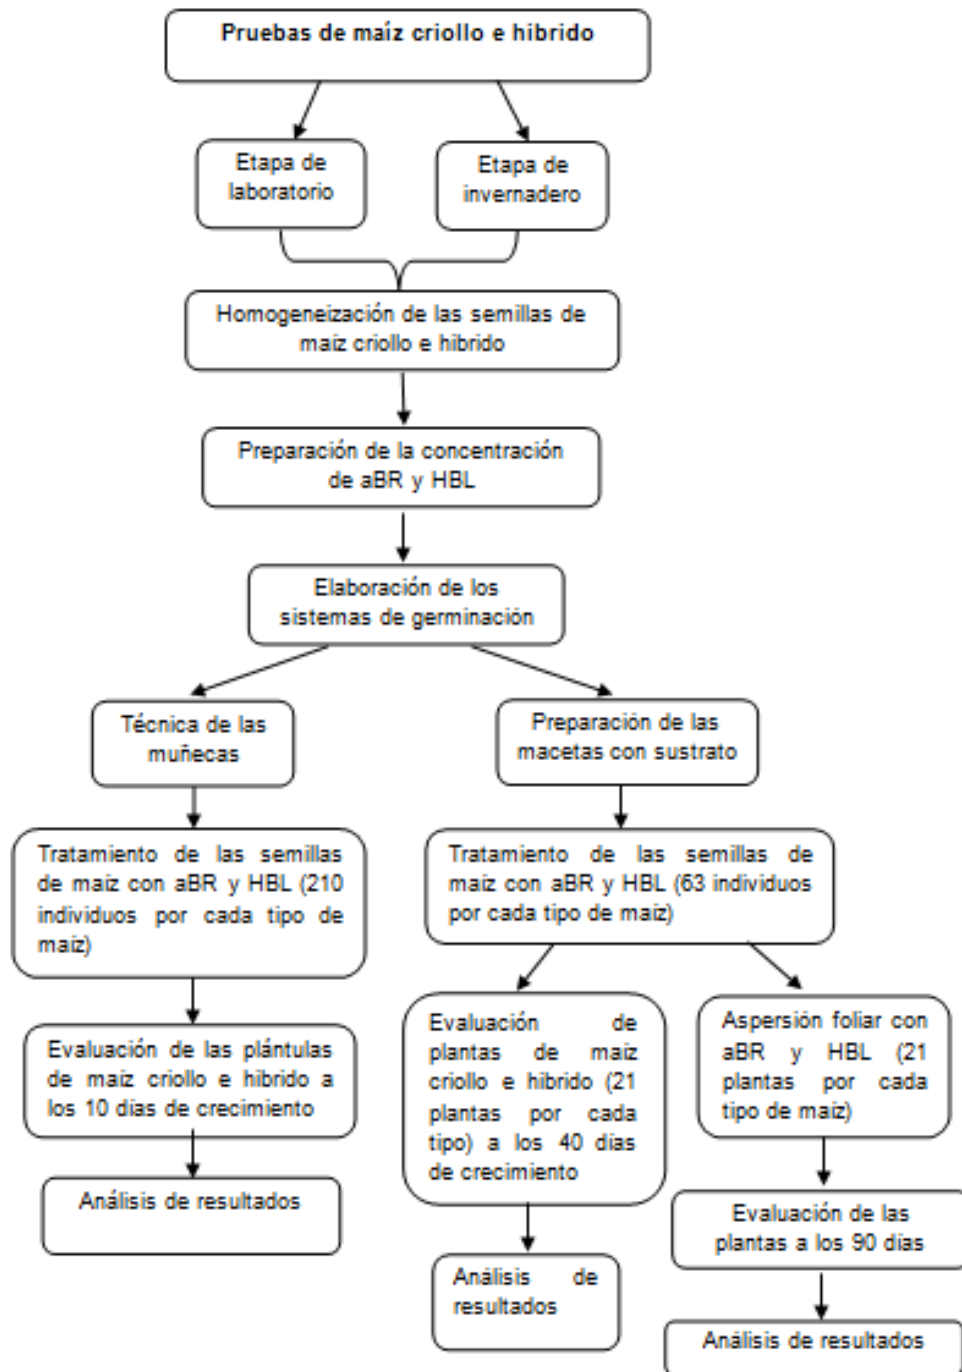 Pruebas de maíz criollo e hibrido
Etapa de
laboratorio
Etapa de
invernadero
Homogeneización de las semillas de
maíz criollo e hibrido
Preparación de la concentración
de aBR y HBL
Elaboración de los
sistemas de germinación
Técnica de las
muñecas
Preparación de las
macetas con sustrato
Tratamiento de las semillas
de maíz con aBR y HBL (210
individuos por cada tipo de
maíz)
Tratamiento de las semillas de
maíz con aBR y HBL (63 individuos
por cada tipo de maíz)
Evaluación de las plántulas
de maíz criollo e hibrido a
los 10 días de crecimiento
Evaluación de
plantas de maíz
criollo e hibrido (21
plantas por cada
tipo) a los 40 días
de crecimiento
Aspersión foliar con
aBR y HBL (21
plantas por cada
tipo de maíz)
Análisis de resultados
Evaluación de las
plantas a los 90 días
Análisis de
resultados
Análisis de resultados